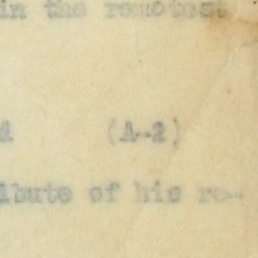 in the remotest
d (A-2)
ibute of his re--